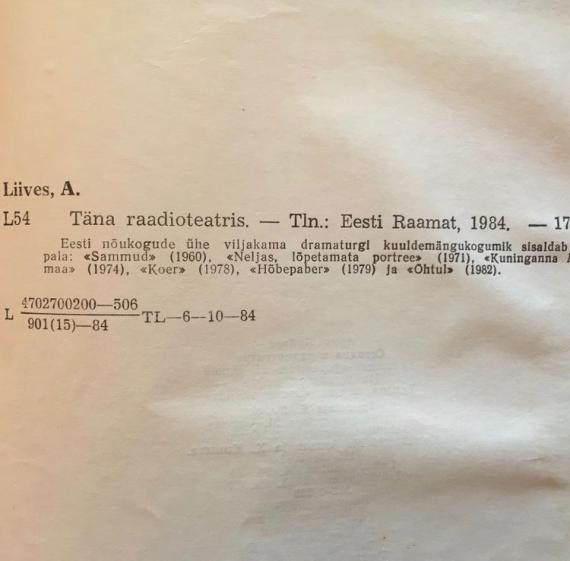 Liives, A.
L54 Täna raadioteatris. — Tln.: Eesti Raamat, 1984. — 17
Eesti nõukogude ühe viljakama dramaturgi kuuldemängukogumik sisaldab
pala: «Sammud» (1960), «Neljas, lõpetamata portree» (1971), «Kuninganna
maa» (1974), «Koer» (1978), «Hõbepaber» (1979) ja «Õhtul» (1982).
L 4702700200—506
901(15)—84 TL—6—10—84